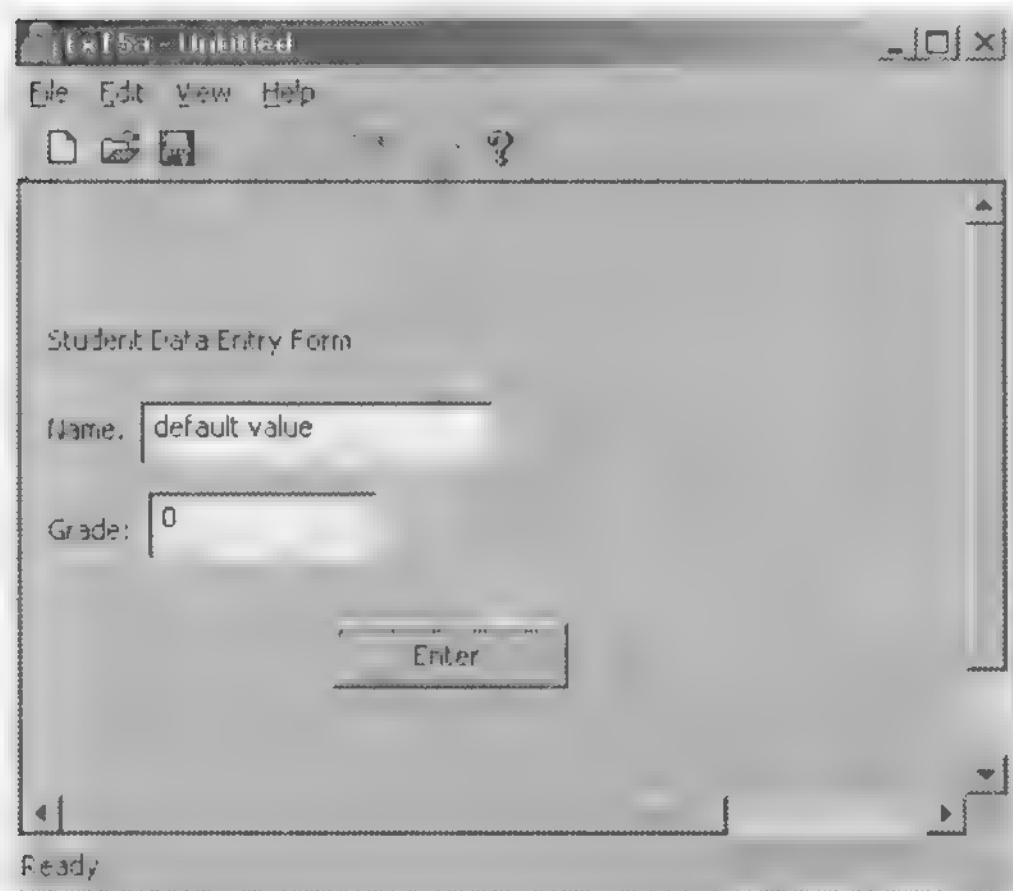 Ex15a - Untitled
File Edit View Help
Student Data Entry Form
Name:
default value
Grade:
0
Enter
Ready